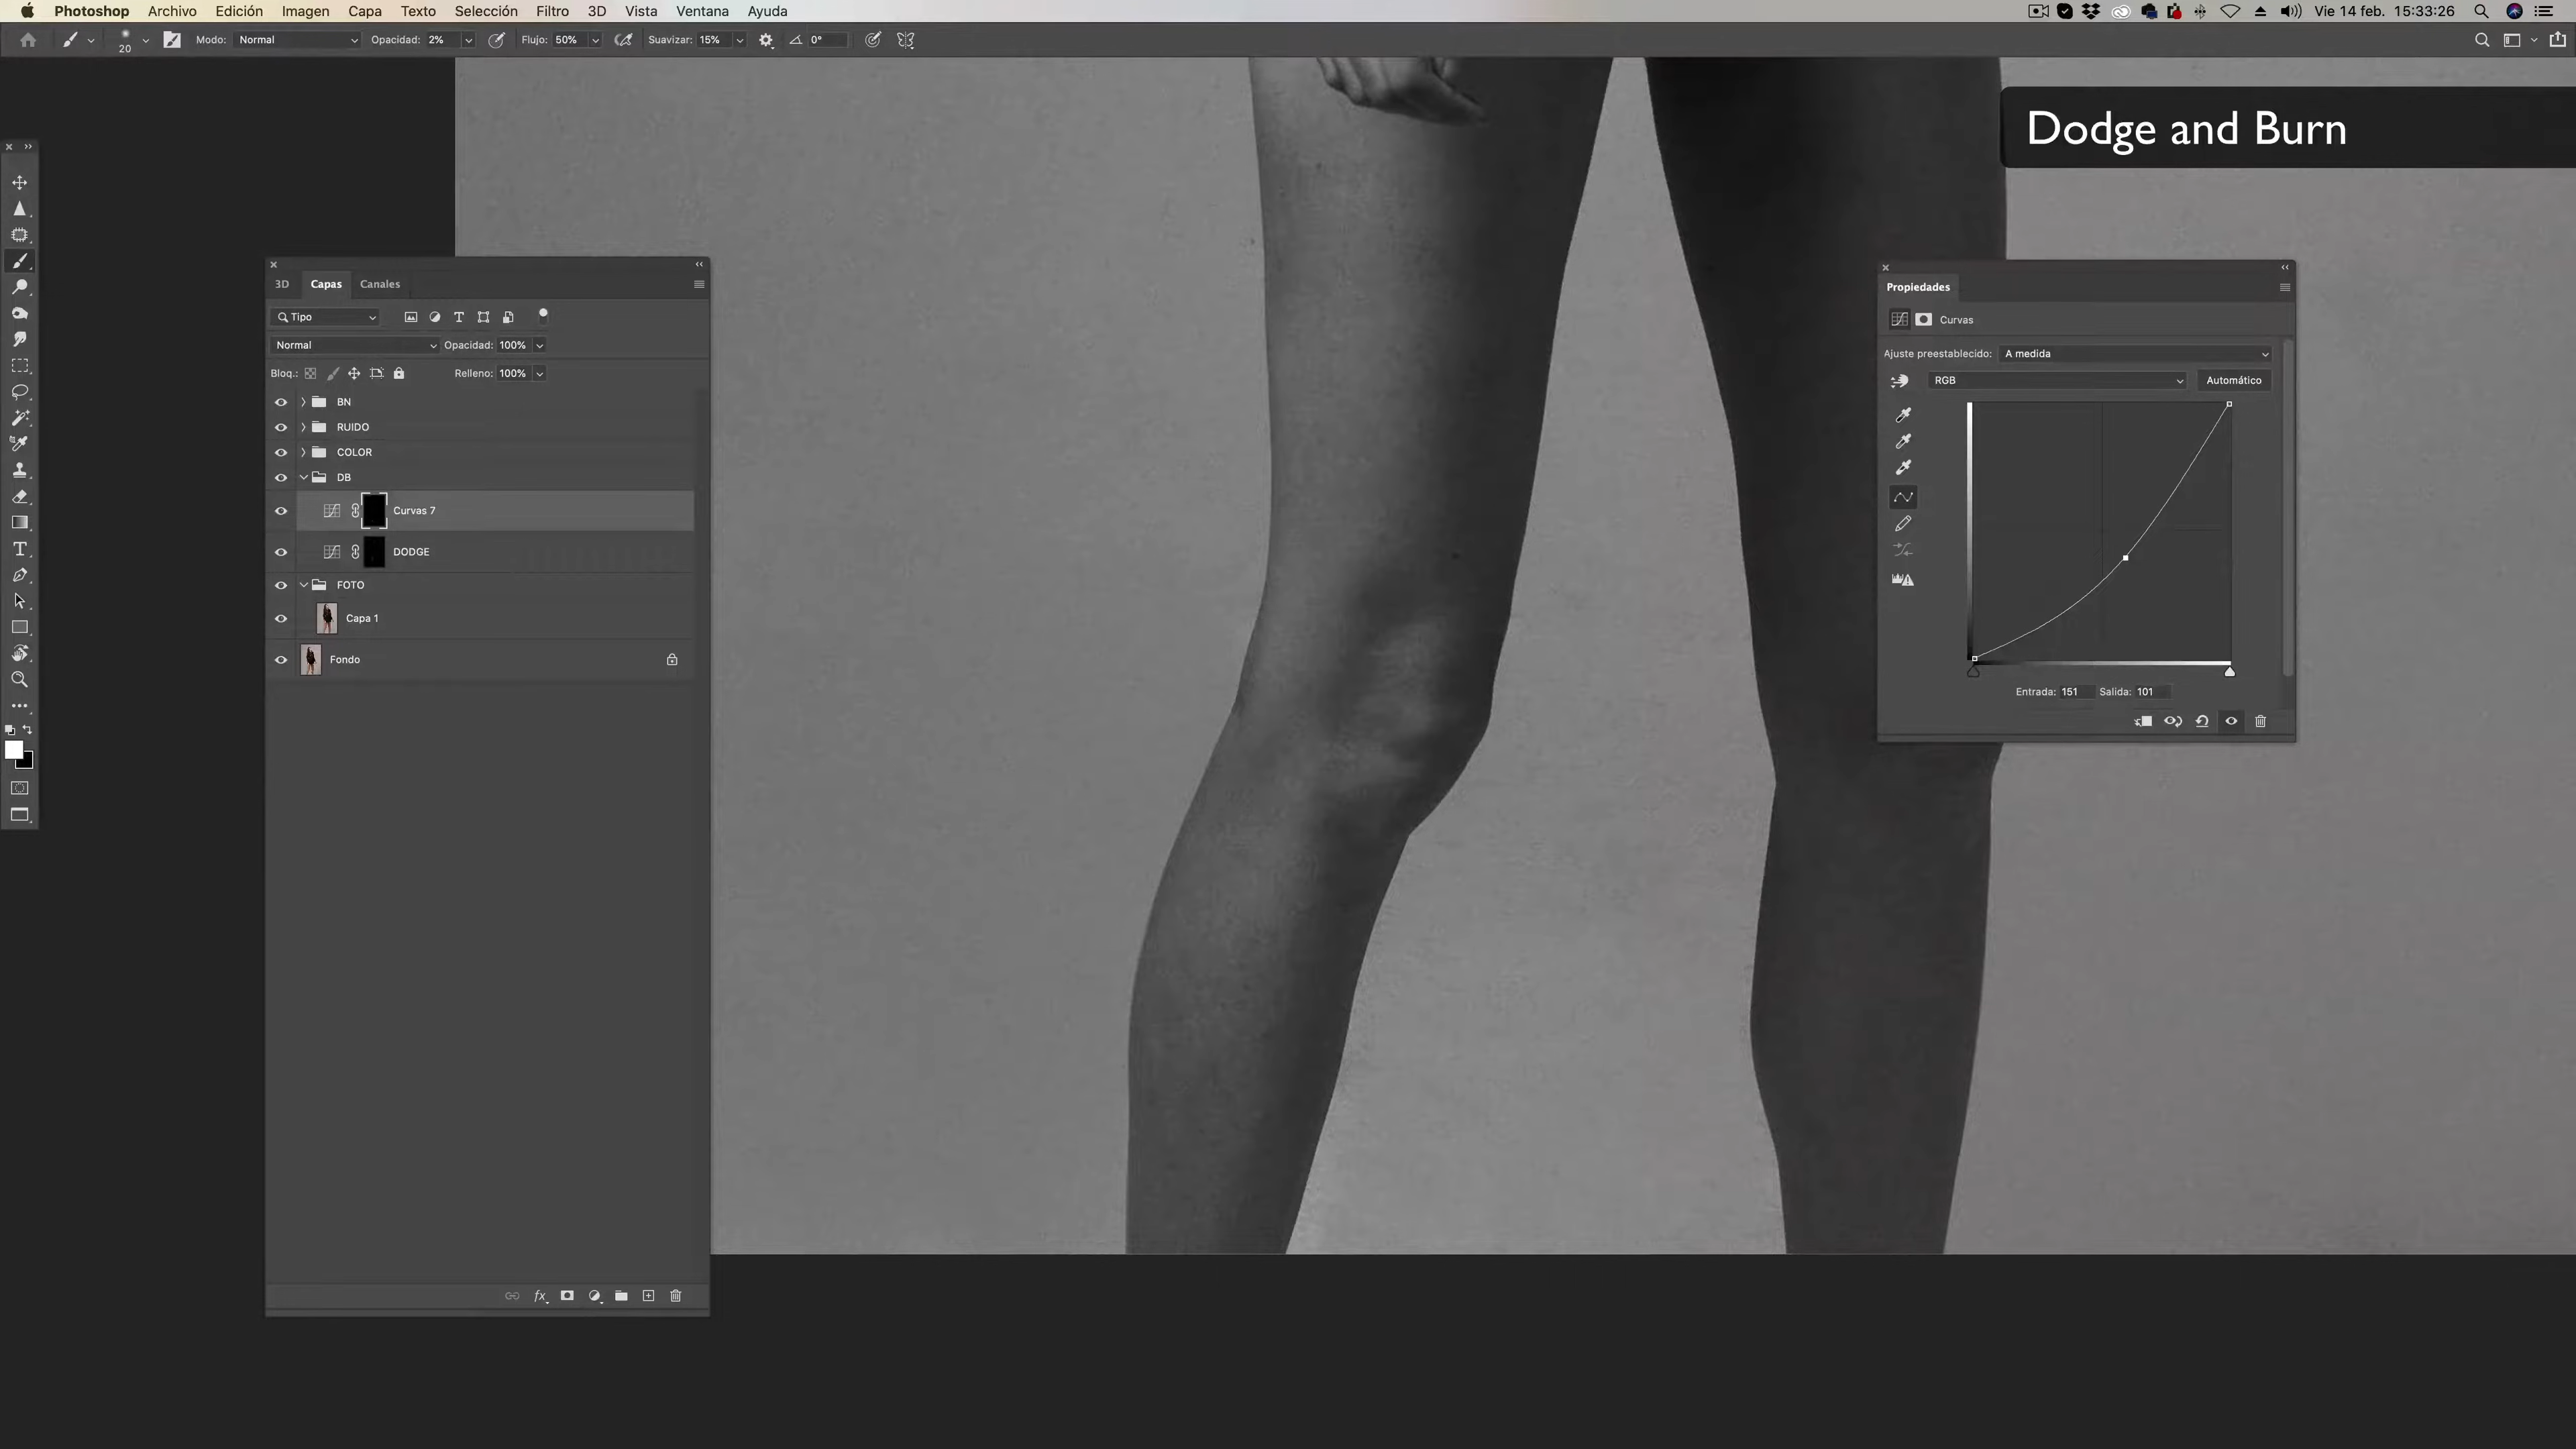 Photoshop Archivo Edición Imagen Capa Texto Selección Filtro 3D Vista Ventana Ayuda Vie 14 feb. 15:33:26
20 Modo: Normal Opacidad: 2% Flujo: 50% Suavizar: 15% 0°
Dodge and Burn
3D Capas Canales
Tipo
Normal Opacidad: 100%
Bloq.: Relleno: 100%
BN
RUIDO
COLOR
DB
Curvas 7
DODGE
FOTO
Capa 1
Fondo
fx
Propiedades
Curvas
Ajuste preestablecido: A medida
RGB Automático
Entrada: 151 Salida: 101